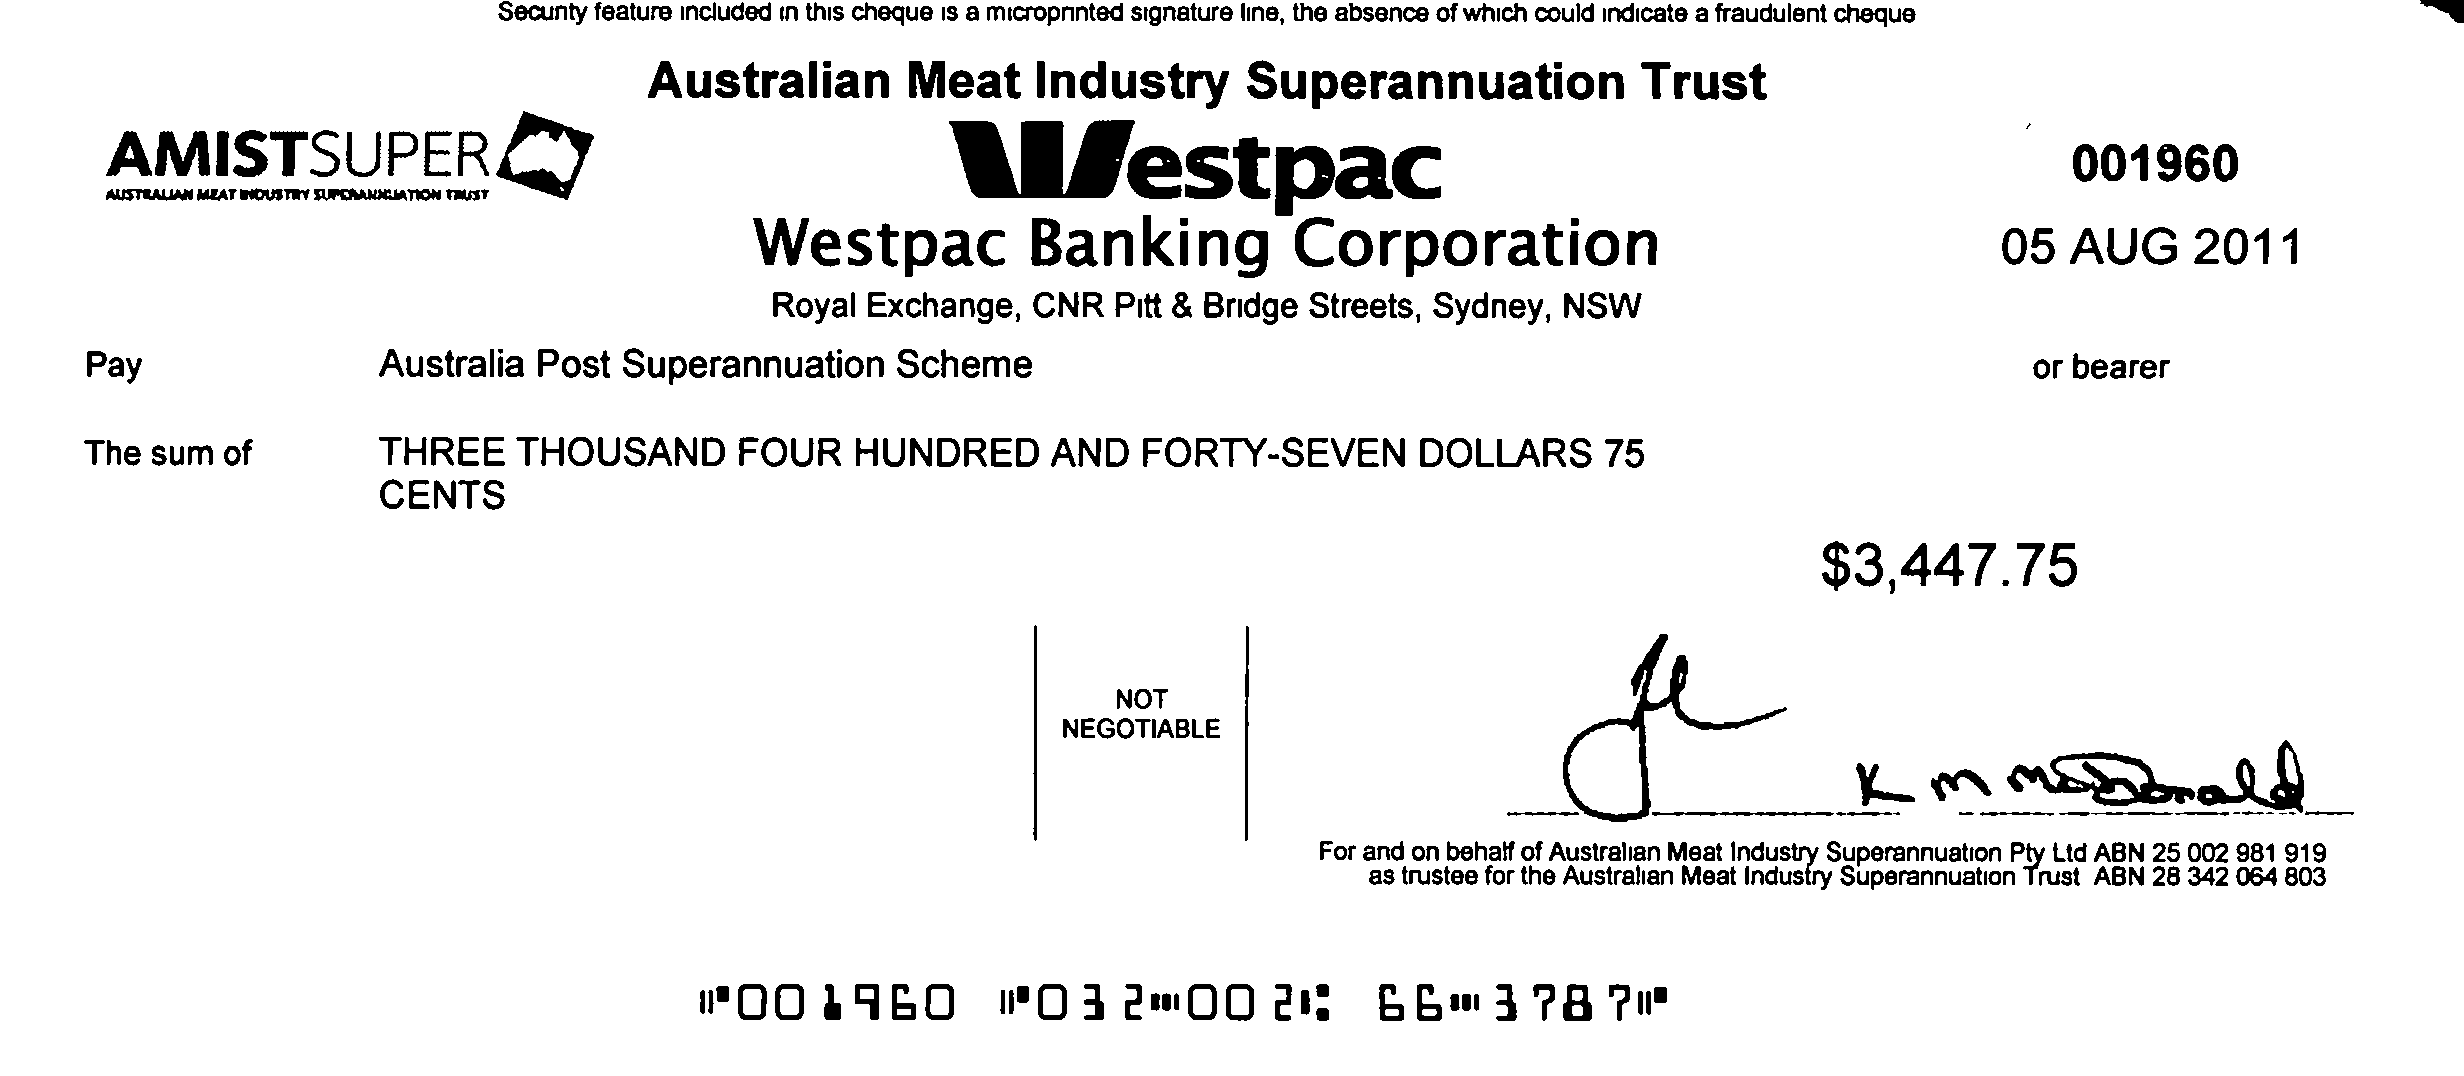 Security feature included in this cheque is a microprinted signature line, the absence of which could indicate a fraudulent cheque
Australian Meat Industry Superannuation Trust
AMISTSUPER
AUSTRALIAN MEAT INDUSTRY SUPERANNUATION TRUST
Westpac
001960
Westpac Banking Corporation
05 AUG 2011
Royal Exchange, CNR Pitt & Bridge Streets, Sydney, NSW
Pay Australia Post Superannuation Scheme or bearer
The sum of THREE THOUSAND FOUR HUNDRED AND FORTY-SEVEN DOLLARS 75
CENTS
$3,447.75
NOT
NEGOTIABLE
K M McDonald
For and on behalf of Australian Meat Industry Superannuation Pty Ltd ABN 25 002 981 919
as trustee for the Australian Meat Industry Superannuation Trust ABN 28 342 064 803
⑈001960 ⑈032⑉002⑆ 66⑉3787⑈